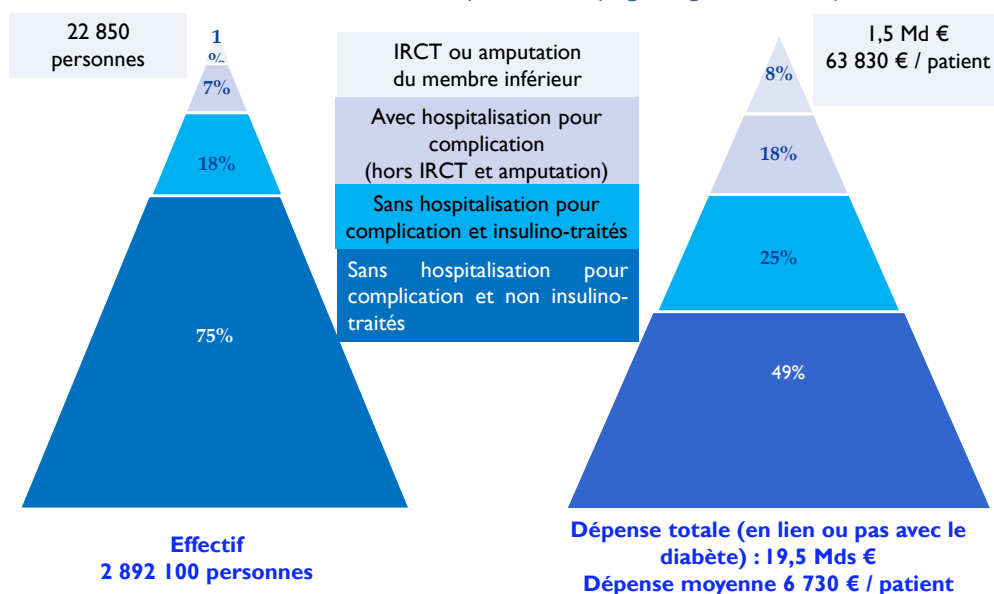 22 850
personnes
1
%
7%
18%
75%
IRCT ou amputation
du membre inférieur
Avec hospitalisation pour
complication
(hors IRCT et amputation)
Sans hospitalisation pour
complication et insulino-traités
Sans hospitalisation pour
complication et non insulino-
traités
1,5 Md €
63 830 € / patient
8%
18%
25%
49%
Effectif
2 892 100 personnes
Dépense totale (en lien ou pas avec le
diabète) : 19,5 Mds €
Dépense moyenne 6 730 € / patient